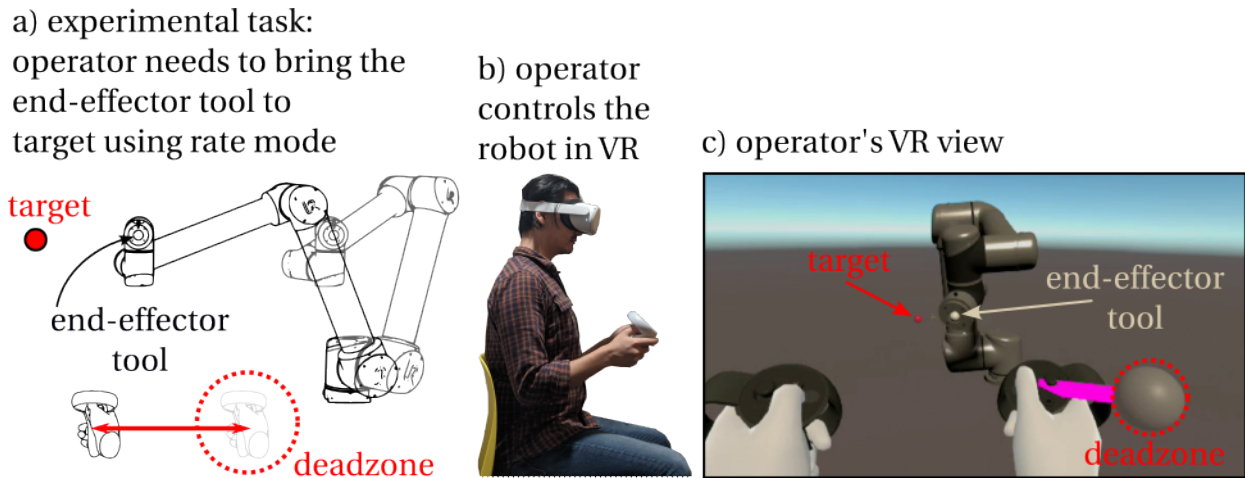 a) experimental task:
operator needs to bring the
end-effector tool to
target using rate mode
target
end-effector
tool
deadzone
b) operator
controls the
robot in VR
c) operator's VR view
target
end-effector
tool
deadzone